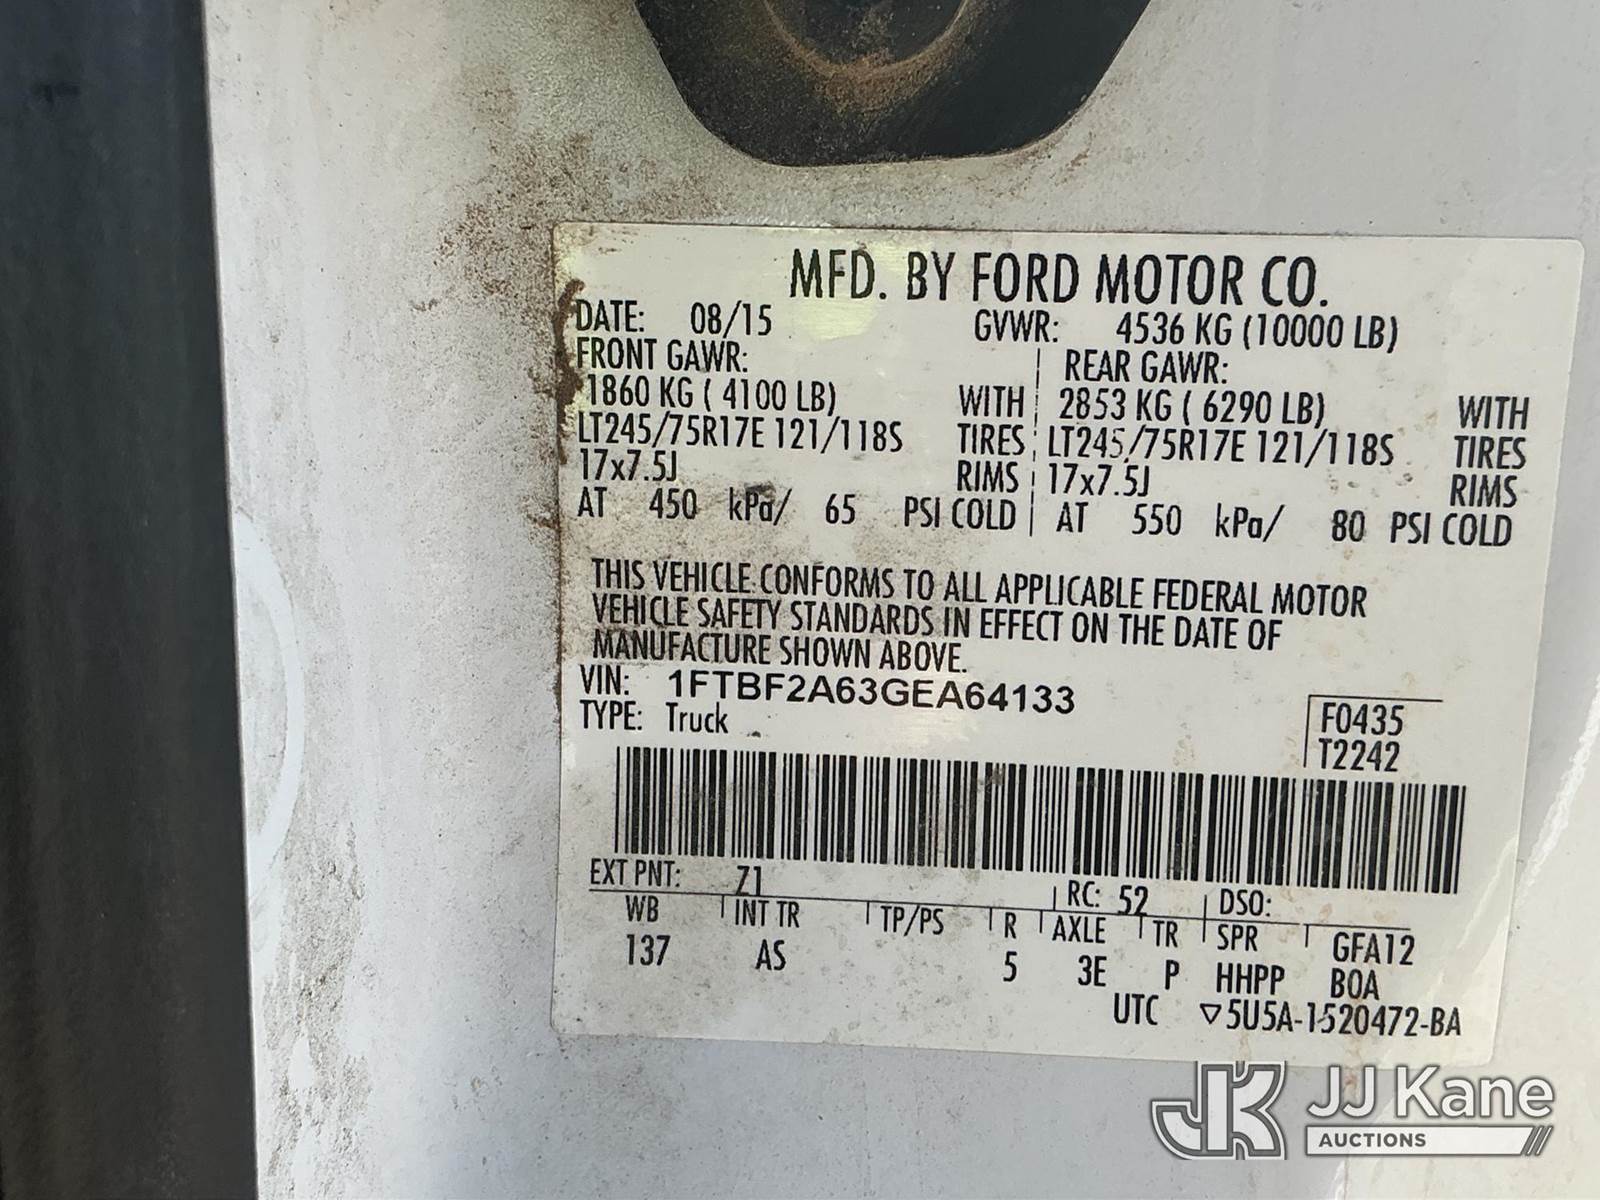 MFD. BY FORD MOTOR CO.
DATE: 08/15 GVWR: 4536 KG (10000 LB)
FRONT GAWR: REAR GAWR:
1860 KG ( 4100 LB) WITH 2853 KG ( 6290 LB) WITH
LT245/75R17E 121/118S TIRES LT245/75R17E 121/118S TIRES
17x7.5J RIMS 17x7.5J RIMS
AT 450 kPa/ 65 PSI COLD AT 550 kPa/ 80 PSI COLD
THIS VEHICLE CONFORMS TO ALL APPLICABLE FEDERAL MOTOR
VEHICLE SAFETY STANDARDS IN EFFECT ON THE DATE OF
MANUFACTURE SHOWN ABOVE.
VIN: 1FTBF2A63GEA64133
TYPE: Truck
F0435
T2242
EXT PNT: Z1 RC: 52 DSO:
WB INT TR TP/PS R AXLE TR SPR GFA12
137 AS 5 3E P HHPP BOA
UTC ▽5U5A-1520472-BA
JK JJ Kane
AUCTIONS